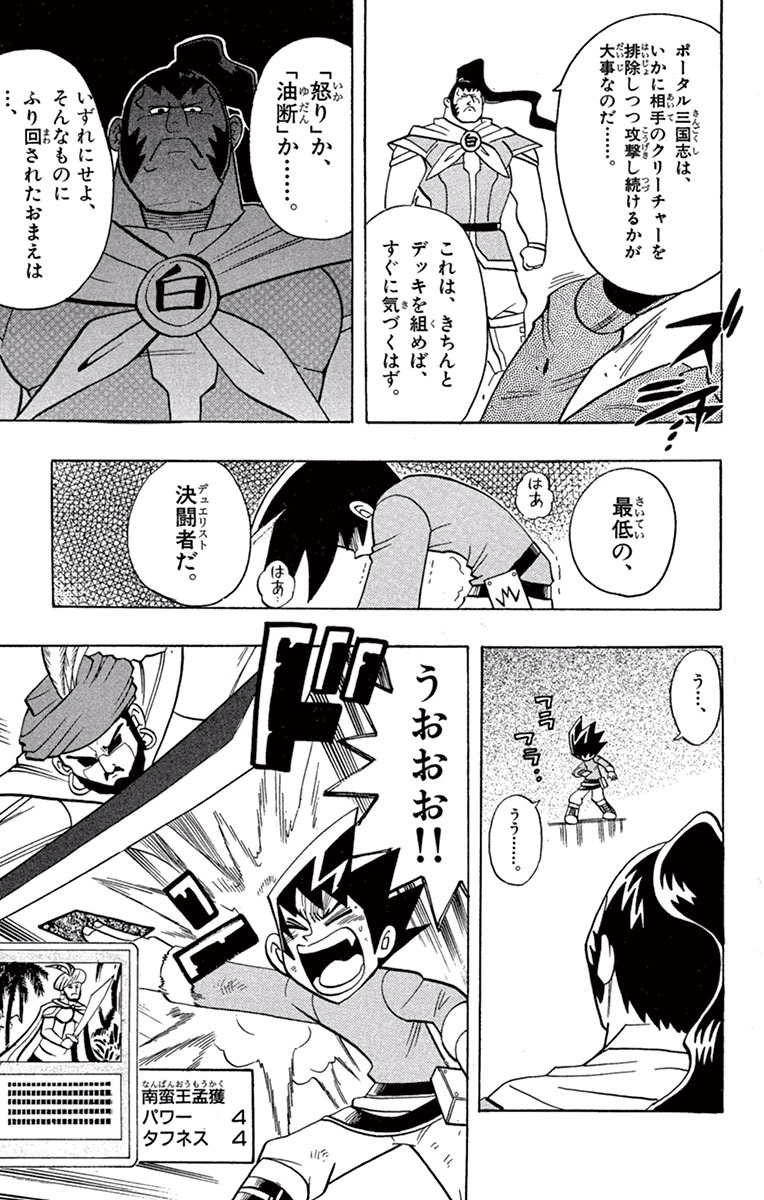 ポータル三国志は、
いかに相手のクリーチャーを
排除しつつ攻撃し続けるかが
大事なのだ……。
これは、きちんと
デッキを組めば、
すぐに気づくはず。
白
「怒り」か、
「油断」か……。
いずれにせよ、
そんなものに
ふり回されたおまえは
…、
白
最低の、
はあ
はあ…
決闘者だ。
う…、
フラ
フラ…
うう……。
うおぉぉ!!
ドドド
南蛮王孟獲
パワー 4
タフネス 4